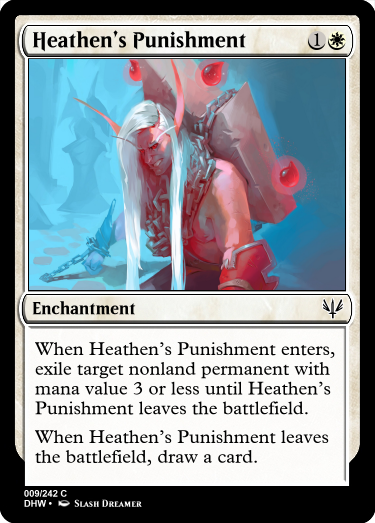 Heathen's Punishment 1
Enchantment
When Heathen's Punishment enters,
exile target nonland permanent with
mana value 3 or less until Heathen's
Punishment leaves the battlefield.
When Heathen's Punishment leaves
the battlefield, draw a card.
009/242 C
DHW • Slash Dreamer